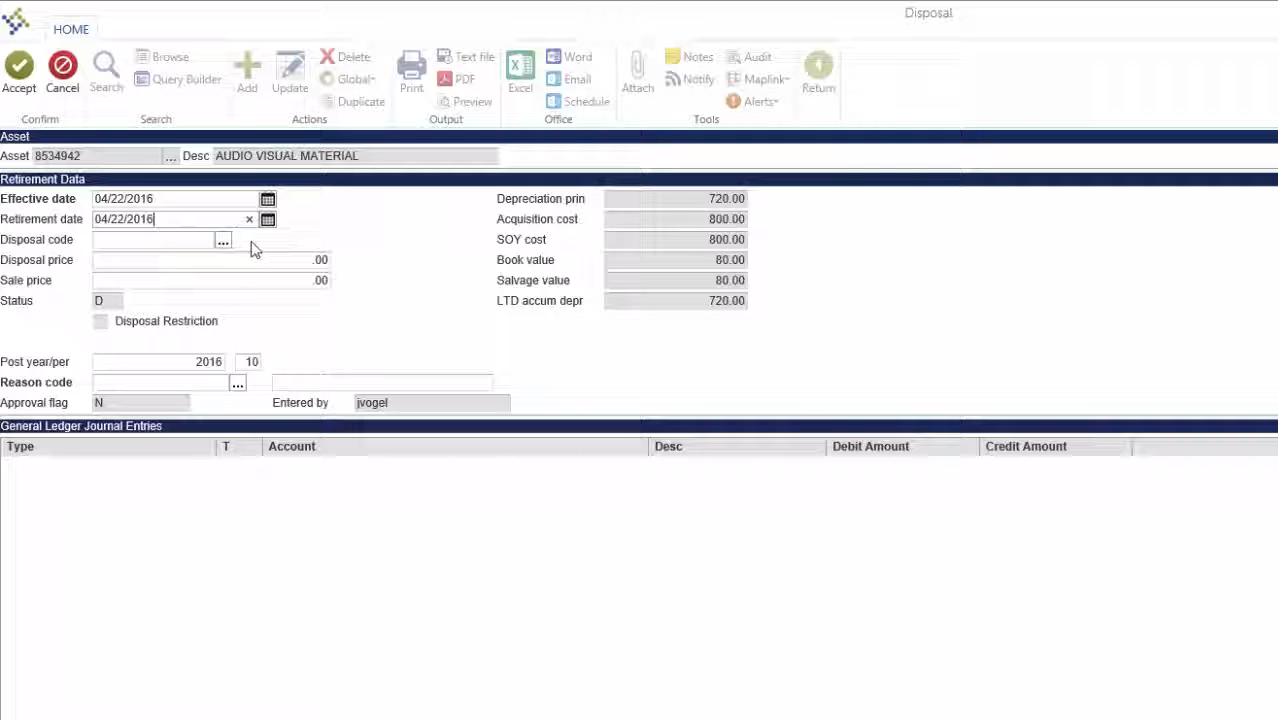 Disposal
HOME
Accept
Cancel
Search
Browse
Query Builder
Add
Update
Delete
Global
Duplicate
Print
Text file
PDF
Preview
Excel
Word
Email
Schedule
Attach
Notes
Notify
Audit
Maplink
Alerts
Return
Confirm Search Actions Output Office Tools
Asset
Asset 8534942 ... Desc AUDIO VISUAL MATERIAL
Retirement Data
Effective date 04/22/2016 Depreciation prin 720.00
Retirement date 04/22/2016 × Acquisition cost 800.00
Disposal code ... SOY cost 800.00
Disposal price .00 Book value 80.00
Sale price .00 Salvage value 80.00
Status D LTD accum depr 720.00
Disposal Restriction
Post year/per 2016 10
Reason code ...
Approval flag N Entered by jvogel
General Ledger Journal Entries
Type T Account Desc Debit Amount Credit Amount